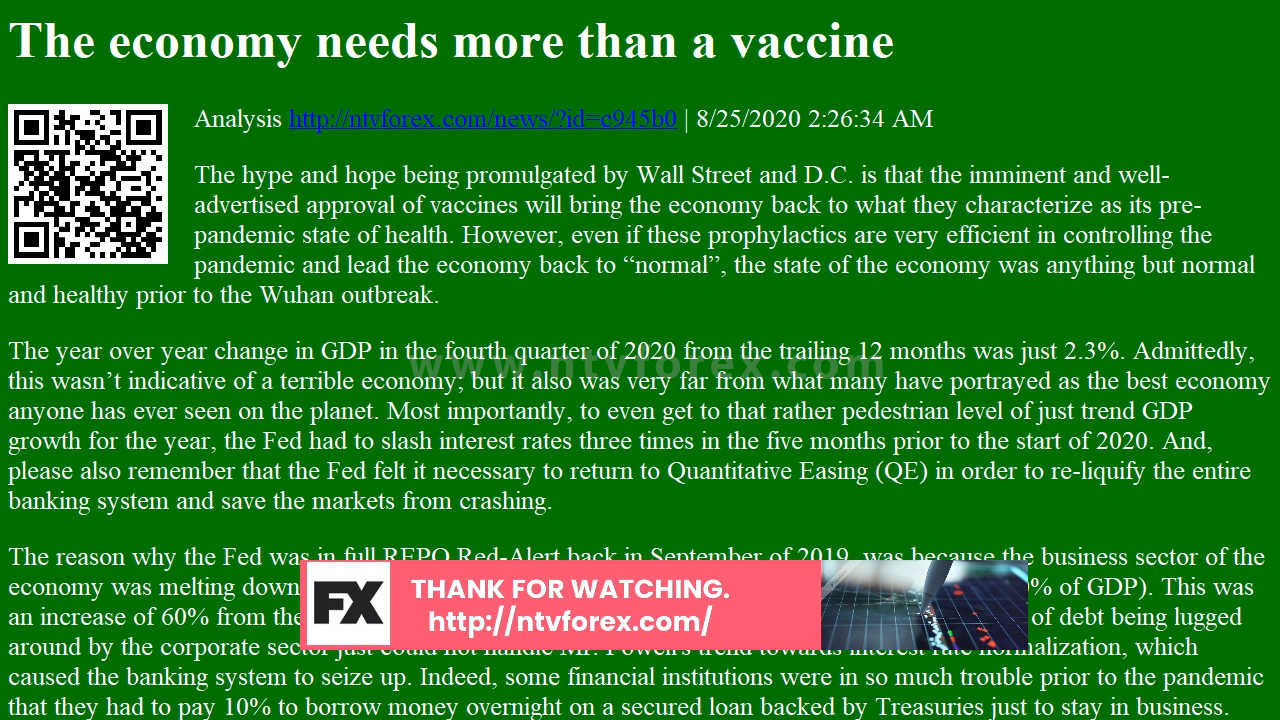 The economy needs more than a vaccine
Analysis http://ntvforex.com/news/?id=c945b0 | 8/25/2020 2:26:34 AM
The hype and hope being promulgated by Wall Street and D.C. is that the imminent and well-
advertised approval of vaccines will bring the economy back to what they characterize as its pre-
pandemic state of health. However, even if these prophylactics are very efficient in controlling the
pandemic and lead the economy back to “normal”, the state of the economy was anything but normal
and healthy prior to the Wuhan outbreak.
The year over year change in GDP in the fourth quarter of 2020 from the trailing 12 months was just 2.3%. Admittedly,
www.ntvforex.com
this wasn’t indicative of a terrible economy; but it also was very far from what many have portrayed as the best economy
anyone has ever seen on the planet. Most importantly, to even get to that rather pedestrian level of just trend GDP
growth for the year, the Fed had to slash interest rates three times in the five months prior to the start of 2020. And,
please also remember that the Fed felt it necessary to return to Quantitative Easing (QE) in order to re-liquify the entire
banking system and save the markets from crashing.
The reason why the Fed was in full REPO Red-Alert back in September of 2019, was because the business sector of the
economy was melting down % of GDP). This was
an increase of 60% from the of debt being lugged
around by the corporate sector just could not handle Mr. Powell's trend towards interest rate normalization, which
FX
THANK FOR WATCHING.
http://ntvforex.com/
caused the banking system to seize up. Indeed, some financial institutions were in so much trouble prior to the pandemic
that they had to pay 10% to borrow money overnight on a secured loan backed by Treasuries just to stay in business.